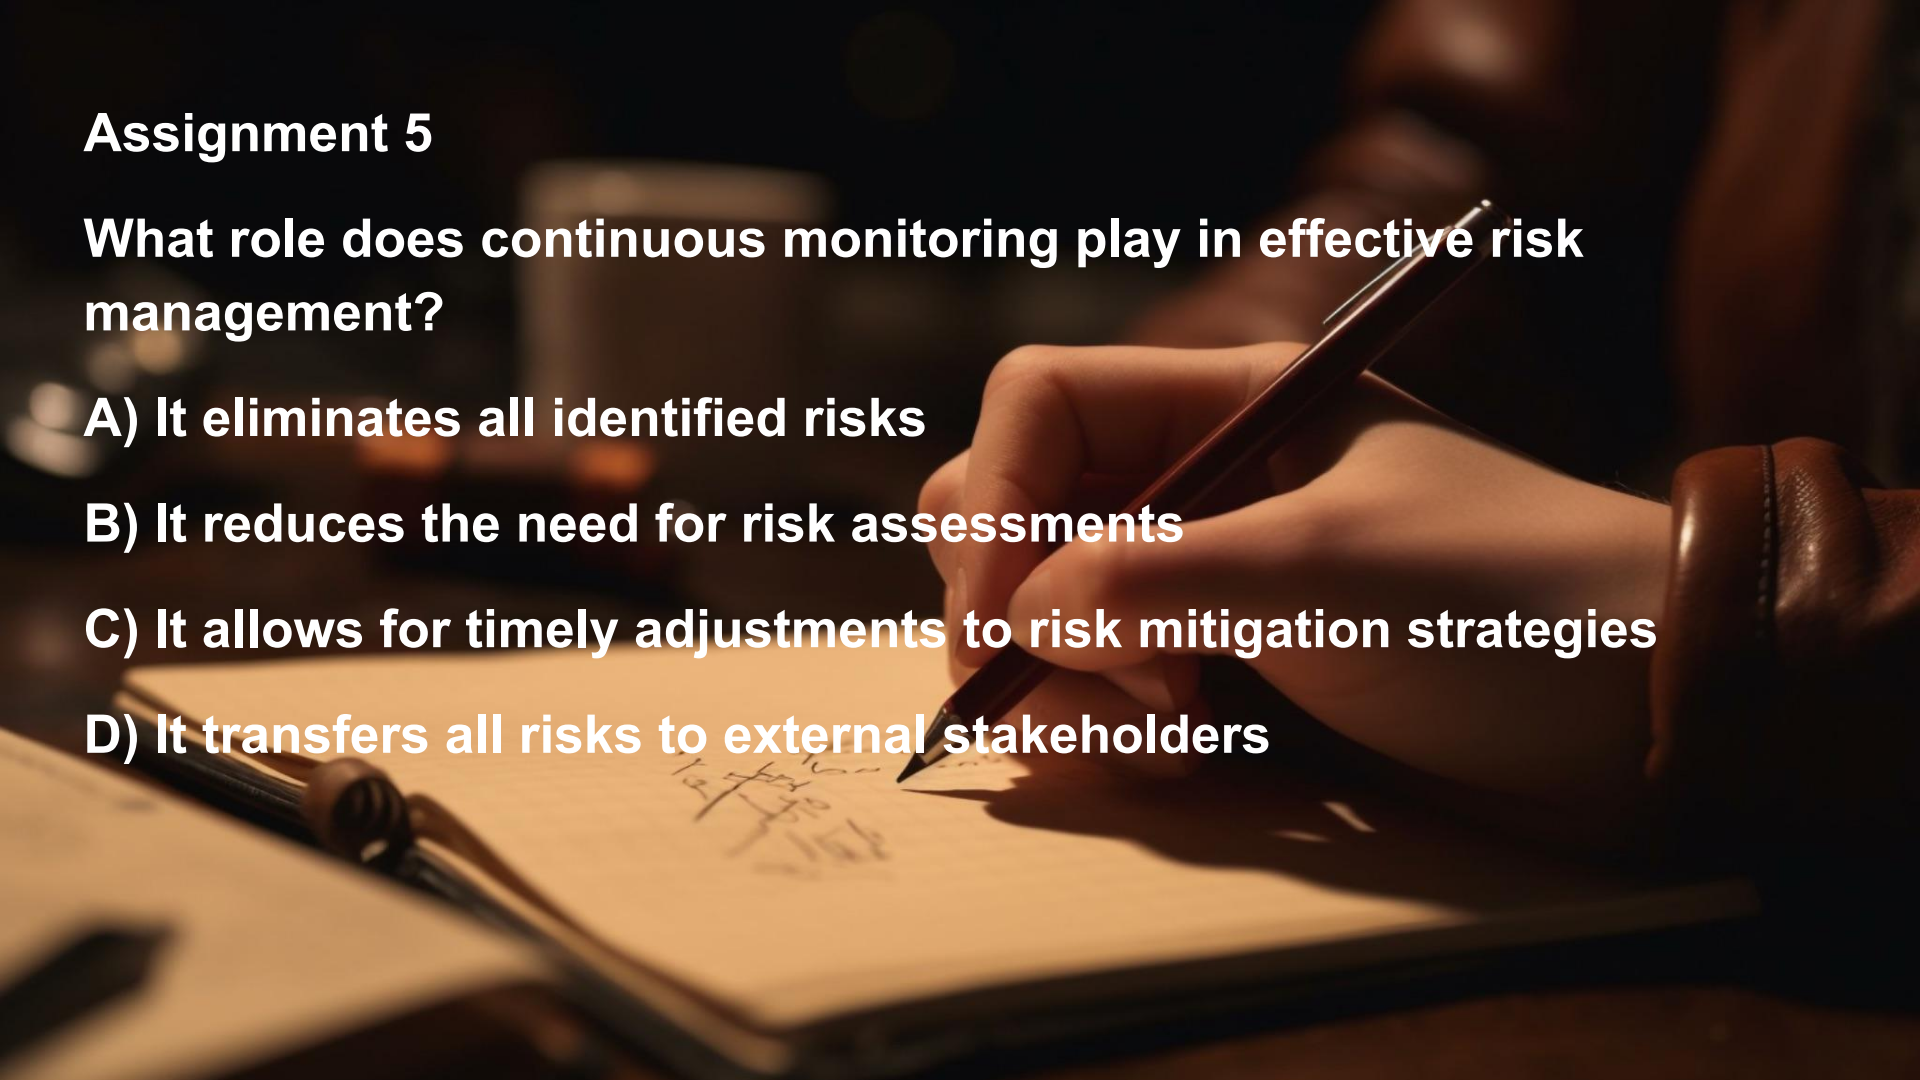 Assignment 5
What role does continuous monitoring play in effective risk
management?
A) It eliminates all identified risks
B) It reduces the need for risk assessments
C) It allows for timely adjustments to risk mitigation strategies
D) It transfers all risks to external stakeholders